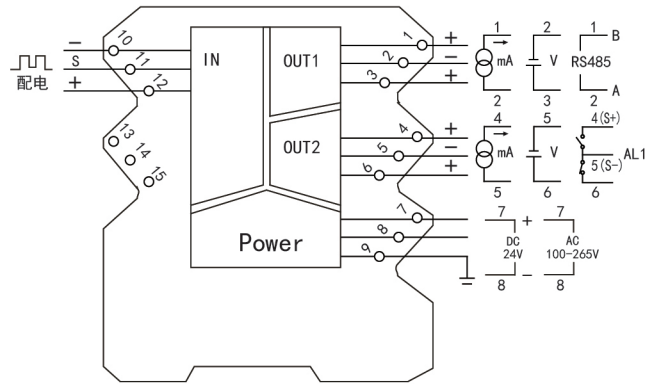 − 10 IN OUT1 1 + 1 mA 2 2 V 3 1 B RS485 A 2
S 11 2 −
+ 12 3 +
配电
13 OUT2 4 + 4 mA 5 5 V 6 4(S+) 5(S-) 6 AL1
14 5 −
15 6 +
Power 7 7 + 7
8 DC AC
24V 100-265V
9 8 − 8